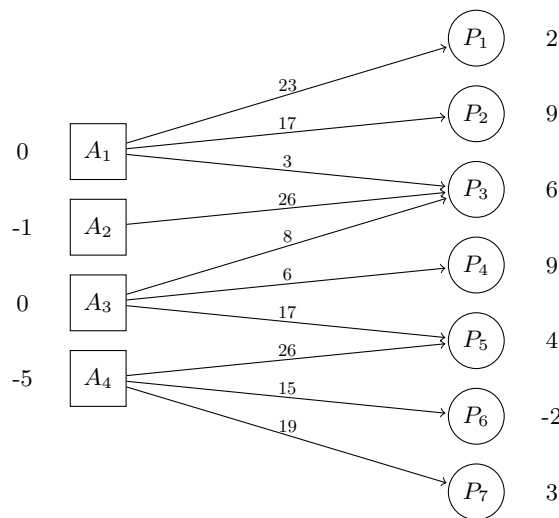 P₁ 2
23
17 P₂ 9
0 A₁
3 P₃ 6
-1 A₂ 26
8
P₄ 9
0 A₃ 6
17
P₅ 4
-5 A₄ 26
15 P₆ -2
19
P₇ 3